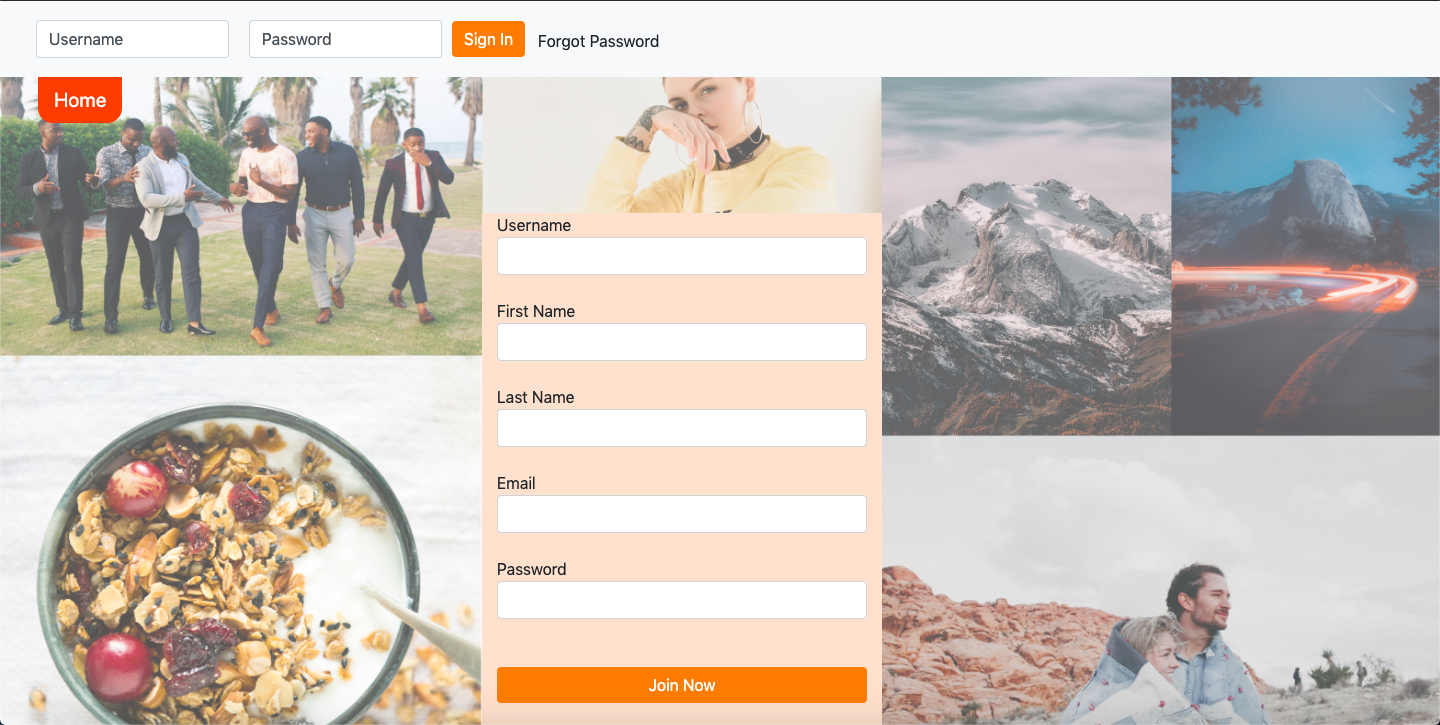 Username
Password
Sign In
Forgot Password
Home
Username
First Name
Last Name
Email
Password
Join Now